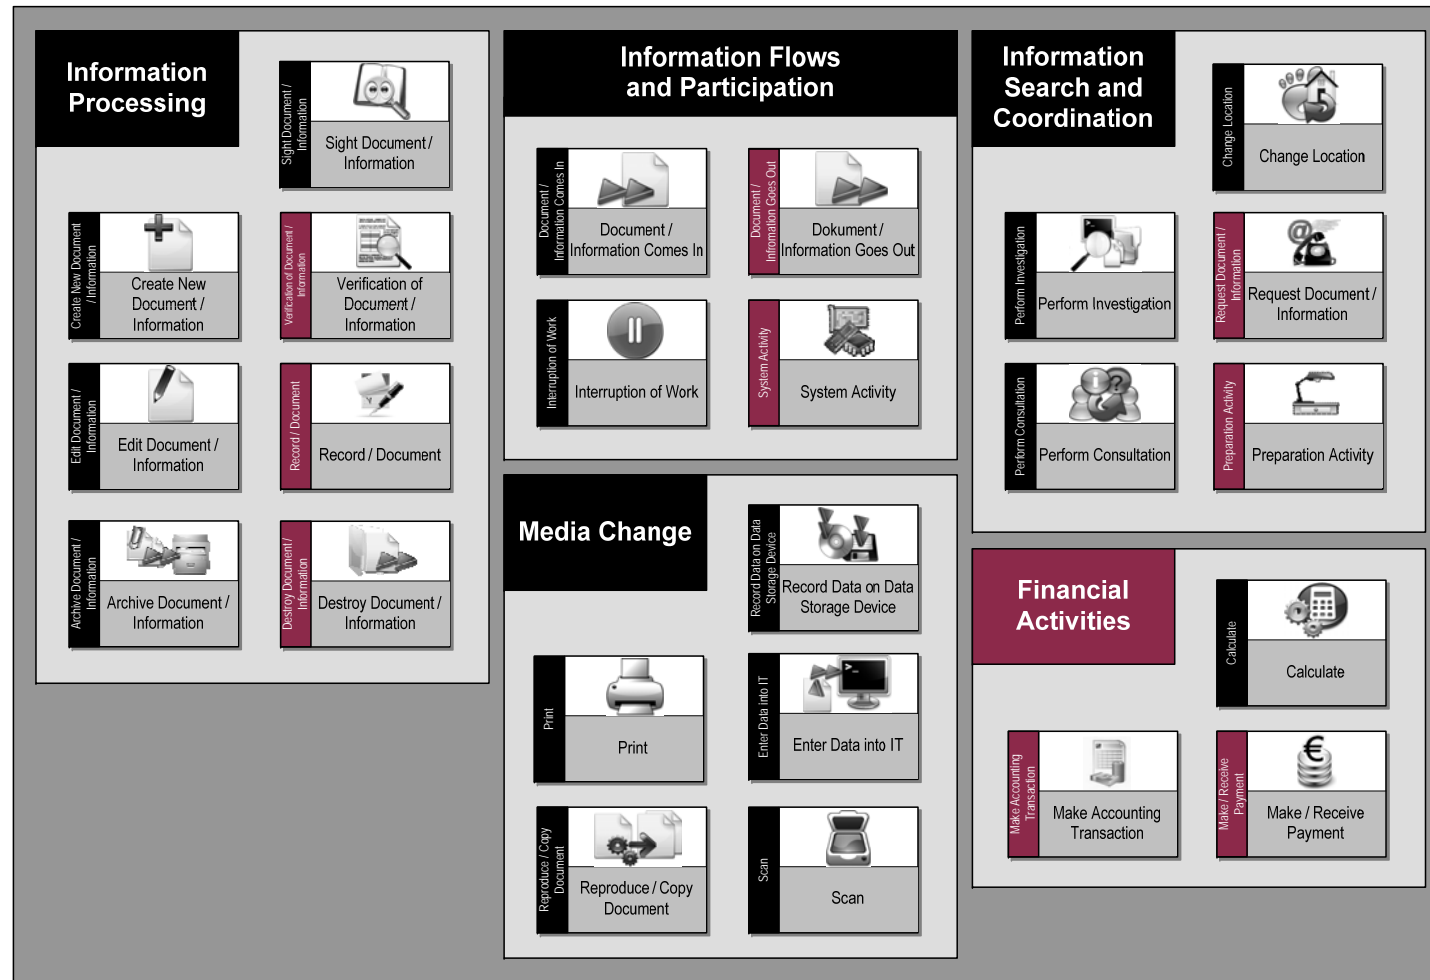 Information
Processing
Sight Document /
Information
Sight Document /
Information
Create New Document
/ Information
Create New
Document /
Information
Verification of Document /
Information
Verification of
Document /
Information
Edit Document /
Information
Edit Document /
Information
Record / Document
Record / Document
Archive Document /
Information
Archive Document /
Information
Destroy Document /
Information
Destroy Document /
Information
Information Flows
and Participation
Document /
Information Comes In
Document /
Information Comes In
Document /
Infromation Goes Out
Dokument /
Information Goes Out
Interruption of Work
Interruption of Work
System Activity
System Activity
Media Change
Record Data on Data
Storage Device
Record Data on Data
Storage Device
Print
Print
Enter Data into IT
Enter Data into IT
Reproduce / Copy
Document
Reproduce / Copy
Document
Scan
Scan
Information
Search and
Coordination
Change Location
Change Location
Perform Investigation
Perform Investigation
Request Document /
Information
@
Request Document /
Information
Perform Consultation
i ?
Perform Consultation
Preparation Activity
Preparation Activity
Financial
Activities
Calculate
Calculate
Make Accounting
Transaction
Make Accounting
Transaction
Make / Receive
Payment
€
Make / Receive
Payment